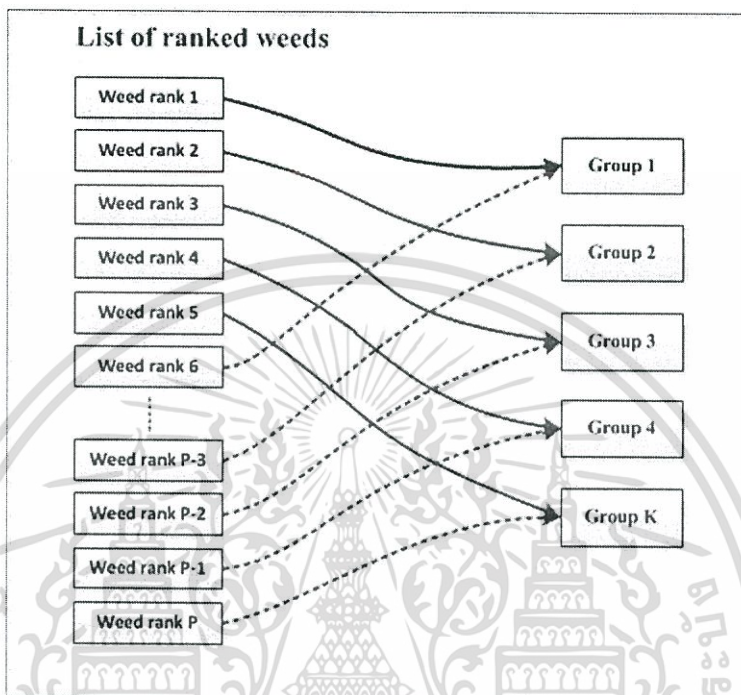 List of ranked weeds
Weed rank 1
Weed rank 2
Weed rank 3
Weed rank 4
Weed rank 5
Weed rank 6
Weed rank P-3
Weed rank P-2
Weed rank P-1
Weed rank P
Group 1
Group 2
Group 3
Group 4
Group K